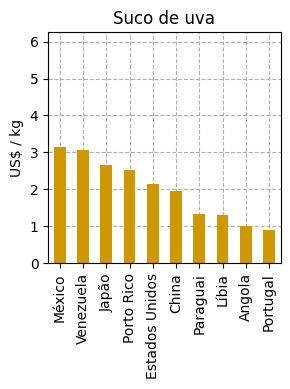 Suco de uva
US$ / kg
6
5
4
3
2
1
0
México
Venezuela
Japão
Porto Rico
Estados Unidos
China
Paraguai
Líbia
Angola
Portugal